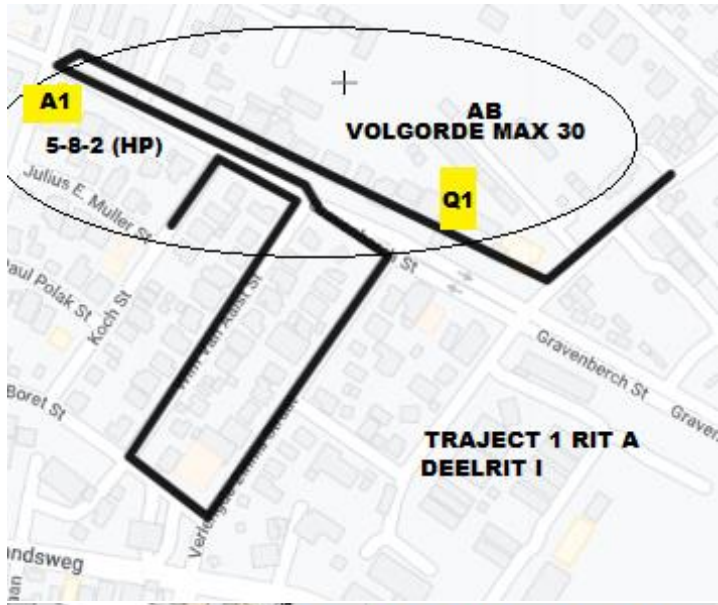 A1
AB
VOLGORDE MAX 30
5-8-2 (HP)
Julius E. Muller St
Q1
Paul Polak St
Koch St
St
Boret St
Gravenberch St
TRAJECT 1 RIT A
DEELRIT I